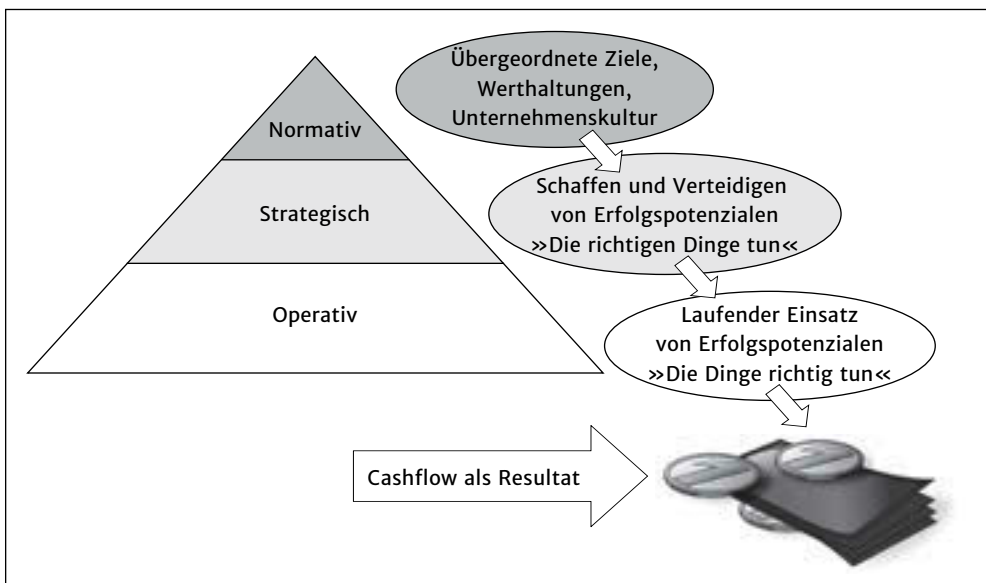 Übergeordnete Ziele,
Werthaltungen,
Unternehmenskultur
Normativ
Schaffen und Verteidigen
von Erfolgspotenzialen
»Die richtigen Dinge tun«
Strategisch
Laufender Einsatz
von Erfolgspotenzialen
»Die Dinge richtig tun«
Operativ
Cashflow als Resultat